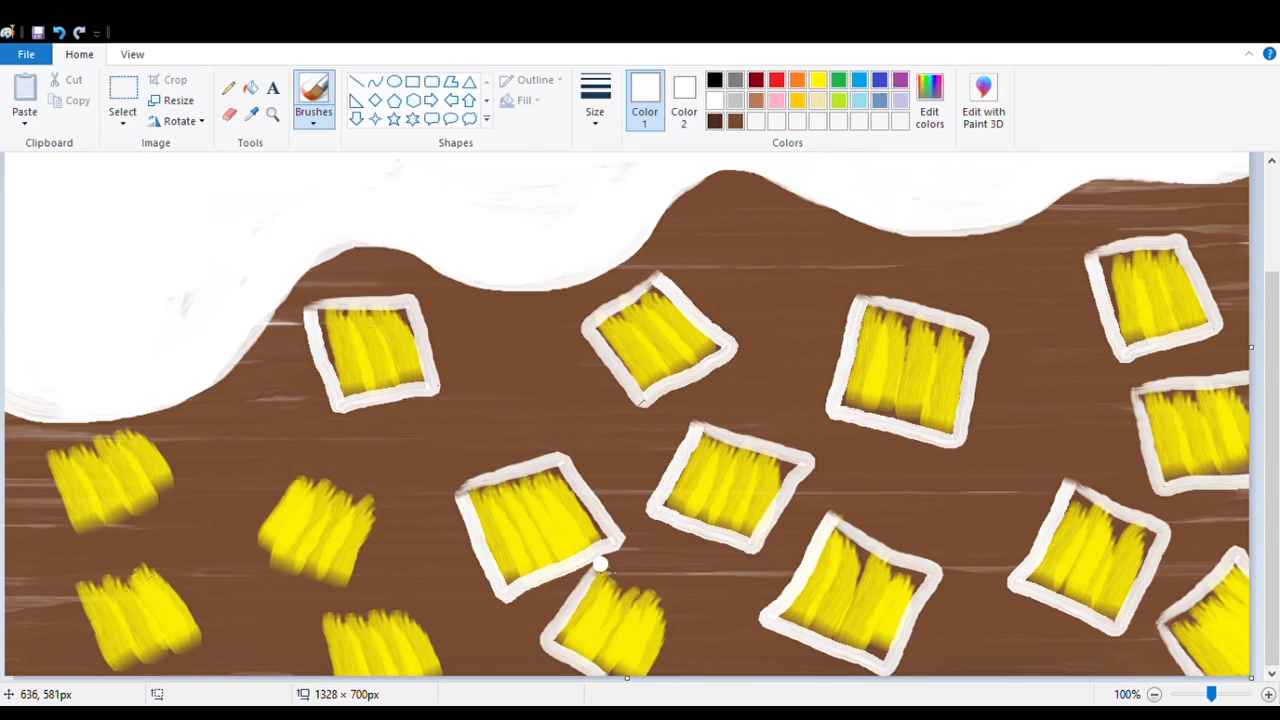 File Home View
Paste Cut Copy
Clipboard
Select Crop Resize Rotate
Image
A
Tools
Brushes
Outline Fill
Shapes
Size
Color 1 Color 2
Edit colors
Colors
Edit with Paint 3D
636, 581px 1328 × 700px 100%